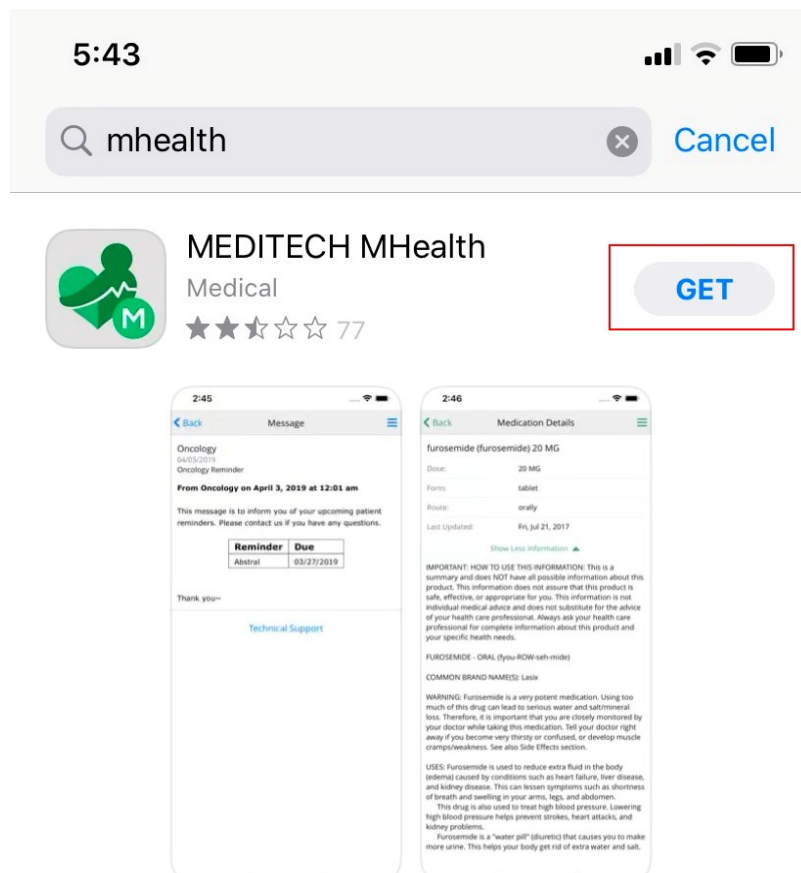 5:43
mhealth
Cancel
MEDITECH MHealth
Medical
77
GET
2:45
Back
Message
Oncology
04/03/2019
Oncology Reminder
From Oncology on April 3, 2019 at 12:01 am
This message is to inform you of your upcoming patient
reminders. Please contact us if you have any questions.
Reminder Due
Abstral 03/27/2019
Thank you~
Technical Support
2:46
Back
Medication Details
furosemide (furosemide) 20 MG
Dose: 20 MG
Form: tablet
Route: orally
Last Updated: Fri, Jul 21, 2017
Show Less Information
IMPORTANT: HOW TO USE THIS INFORMATION: This is a
summary and does NOT have all possible information about this
product. This information does not assure that this product is
safe, effective, or appropriate for you. This information is not
individual medical advice and does not substitute for the advice
of your health care professional. Always ask your health care
professional for complete information about this product and
your specific health needs.
FUROSEMIDE - ORAL (fyou-ROW-seh-mide)
COMMON BRAND NAME(S): Lasix
WARNING: Furosemide is a very potent medication. Using too
much of this drug can lead to serious water and salt/mineral
loss. Therefore, it is important that you are closely monitored by
your doctor while taking this medication. Tell your doctor right
away if you become very thirsty or confused, or develop muscle
cramps/weakness. See also Side Effects section.
USES: Furosemide is used to reduce extra fluid in the body
(edema) caused by conditions such as heart failure, liver disease,
and kidney disease. This can lessen symptoms such as shortness
of breath and swelling in your arms, legs, and abdomen.
This drug is also used to treat high blood pressure. Lowering
high blood pressure helps prevent strokes, heart attacks, and
kidney problems.
Furosemide is a "water pill" (diuretic) that causes you to make
more urine. This helps your body get rid of extra water and salt.
M